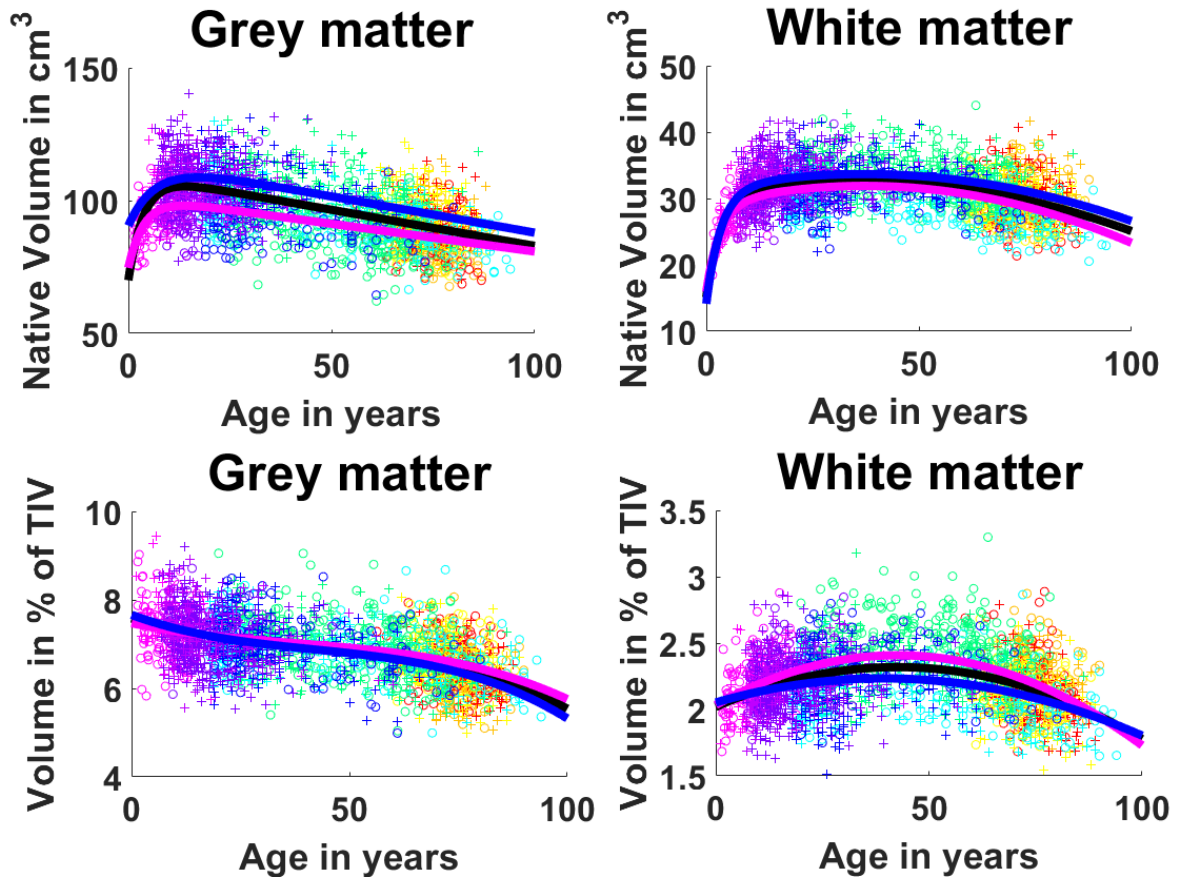 Grey matter
Native Volume in cm³
150
100
50
0
50
100
Age in years
White matter
Native Volume in cm³
50
40
30
20
10
0
50
100
Age in years
Grey matter
Volume in % of TIV
10
8
6
4
0
50
100
Age in years
White matter
Volume in % of TIV
3.5
3
2.5
2
1.5
0
50
100
Age in years